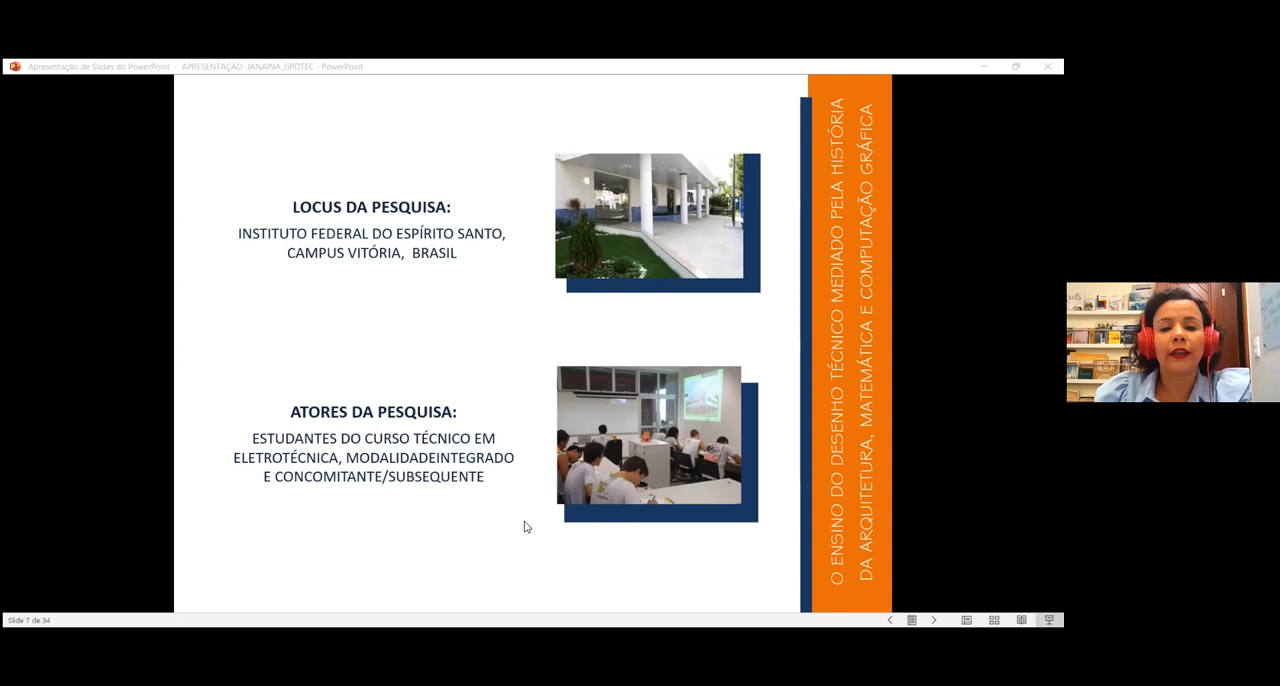 Apresentação de Slides do PowerPoint - APRESENTAÇÃO JANAINA_GPDTEC - PowerPoint
LOCUS DA PESQUISA:
INSTITUTO FEDERAL DO ESPÍRITO SANTO,
CAMPUS VITÓRIA, BRASIL
ATORES DA PESQUISA:
ESTUDANTES DO CURSO TÉCNICO EM
ELETROTÉCNICA, MODALIDADEINTEGRADO
E CONCOMITANTE/SUBSEQUENTE
O ENSINO DO DESENHO TÉCNICO MEDIADO PELA HISTÓRIA
DA ARQUITETURA, MATEMÁTICA E COMPUTAÇÃO GRÁFICA
Slide 7 de 34